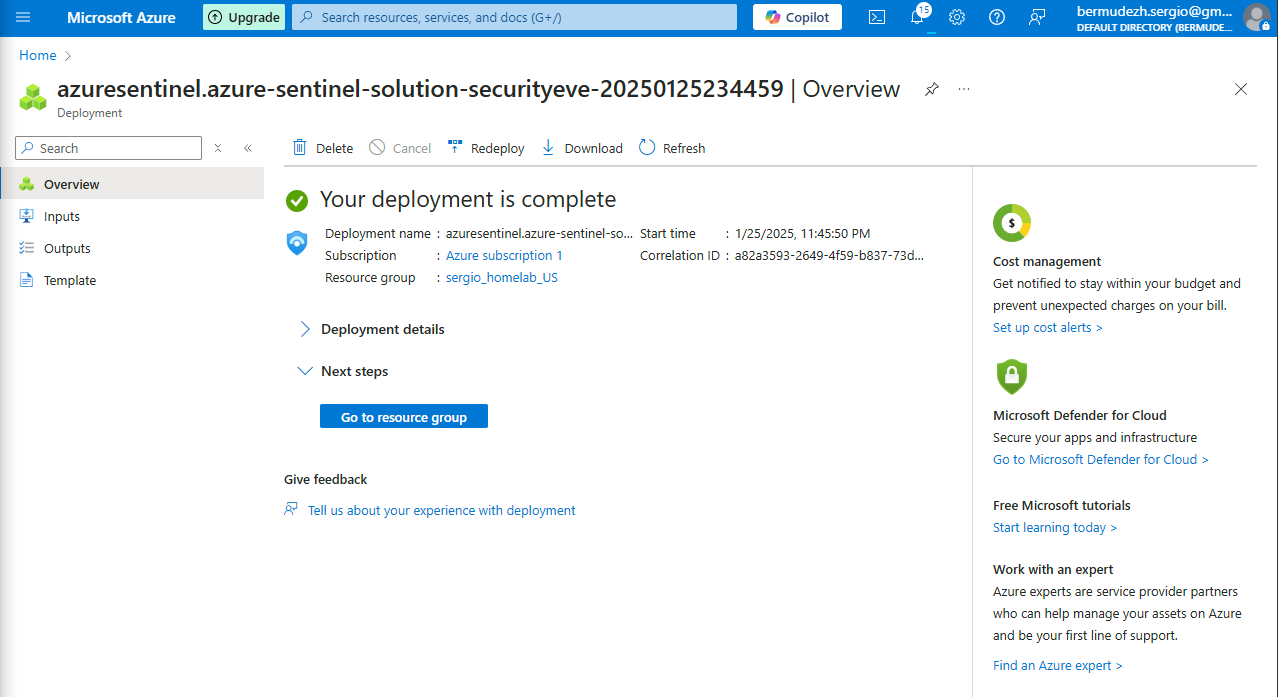 Microsoft Azure
Upgrade
Search resources, services, and docs (G+/)
Copilot
15
bermudezh.sergio@gm...
DEFAULT DIRECTORY (BERMUDE...
Home
azuresentinel.azure-sentinel-solution-securityeve-20250125234459 | Overview
Deployment
Search
Delete
Cancel
Redeploy
Download
Refresh
Overview
Inputs
Outputs
Template
Your deployment is complete
Deployment name : azuresentinel.azure-sentinel-so...
Start time : 1/25/2025, 11:45:50 PM
Subscription : Azure subscription 1
Correlation ID : a82a3593-2649-4f59-b837-73d...
Resource group : sergio_homelab_US
Deployment details
Next steps
Go to resource group
Give feedback
Tell us about your experience with deployment
$
Cost management
Get notified to stay within your budget and
prevent unexpected charges on your bill.
Set up cost alerts >
Microsoft Defender for Cloud
Secure your apps and infrastructure
Go to Microsoft Defender for Cloud >
Free Microsoft tutorials
Start learning today >
Work with an expert
Azure experts are service provider partners
who can help manage your assets on Azure
and be your first line of support.
Find an Azure expert >